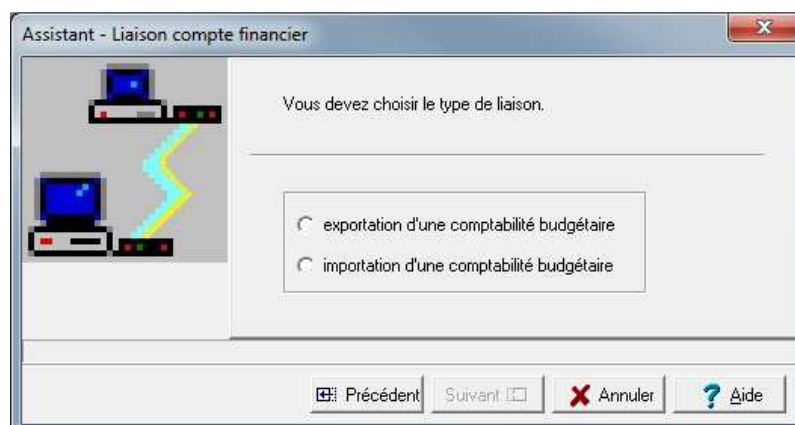 Assistant - Liaison compte financier
Vous devez choisir le type de liaison.
exportation d'une comptabilité budgétaire
importation d'une comptabilité budgétaire
Précédent Suivant Annuler Aide